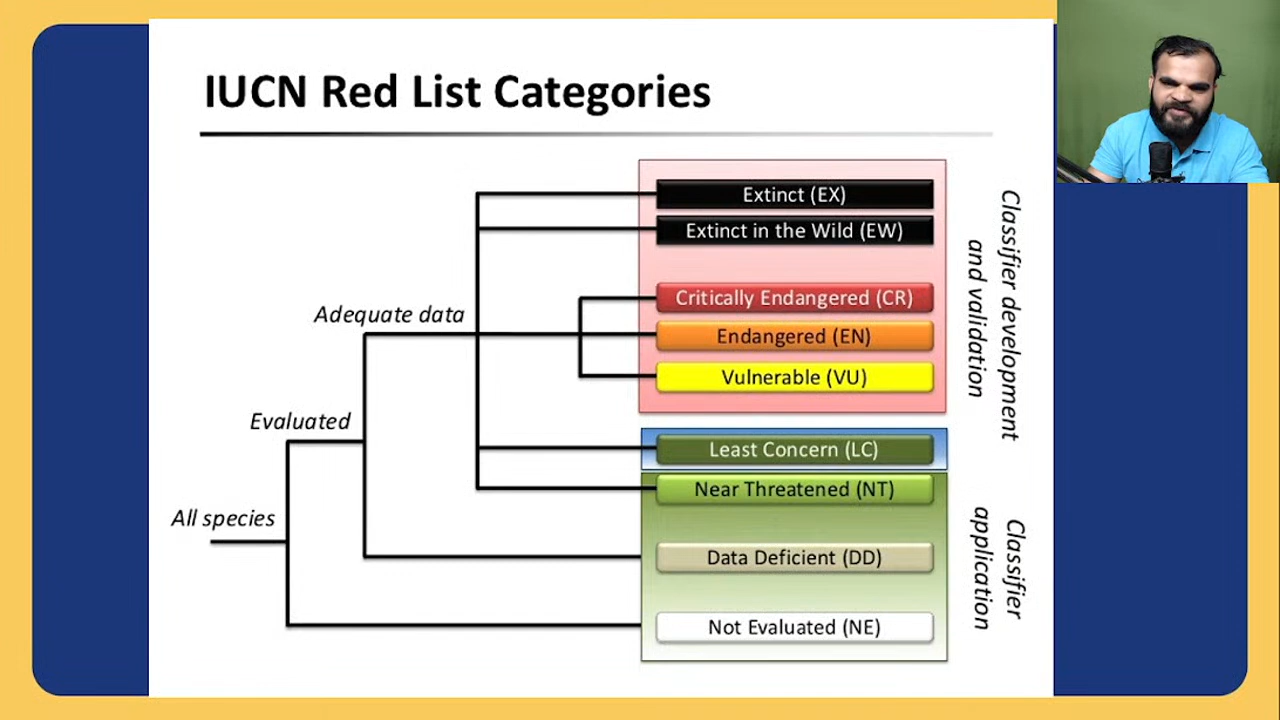 IUCN Red List Categories
Extinct (EX)
Extinct in the Wild (EW)
Critically Endangered (CR)
Adequate data
Endangered (EN)
Vulnerable (VU)
Classifier development
and validation
Evaluated
Least Concern (LC)
Near Threatened (NT)
All species
Data Deficient (DD)
Not Evaluated (NE)
Classifier
application